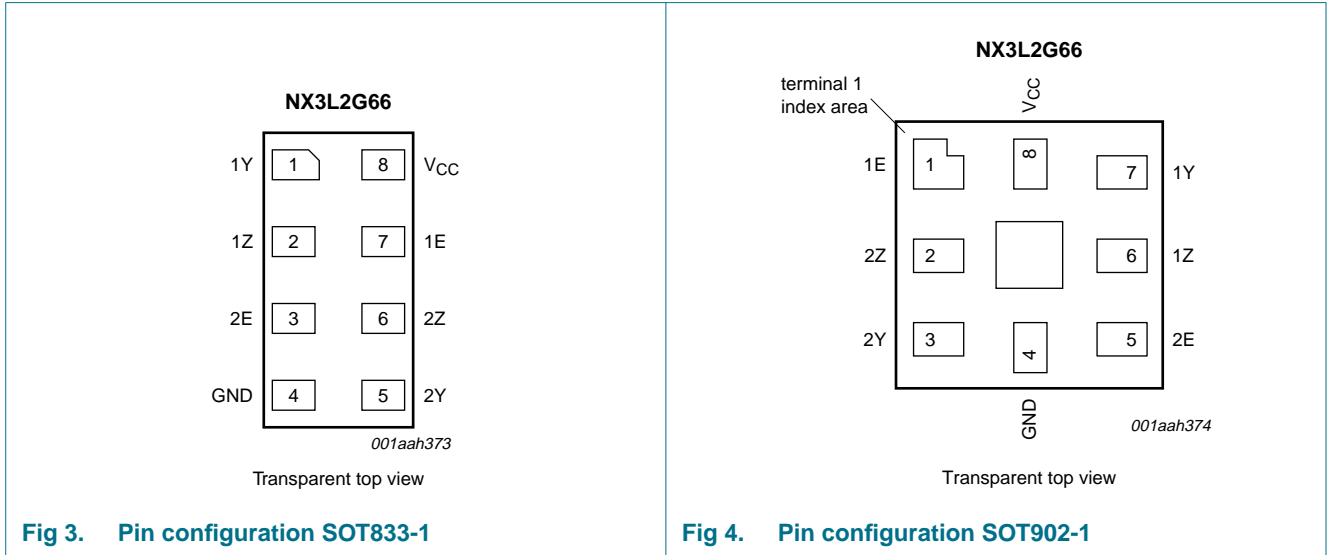 NX3L2G66
1Y 1 8 VCC
1Z 2 7 1E
2E 3 6 2Z
GND 4 5 2Y
001aah373
Transparent top view
Fig 3. Pin configuration SOT833-1
NX3L2G66
terminal 1
index area
VCC
1E 1 8 7 1Y
2Z 2 6 1Z
2Y 3 4 5 2E
GND
001aah374
Transparent top view
Fig 4. Pin configuration SOT902-1